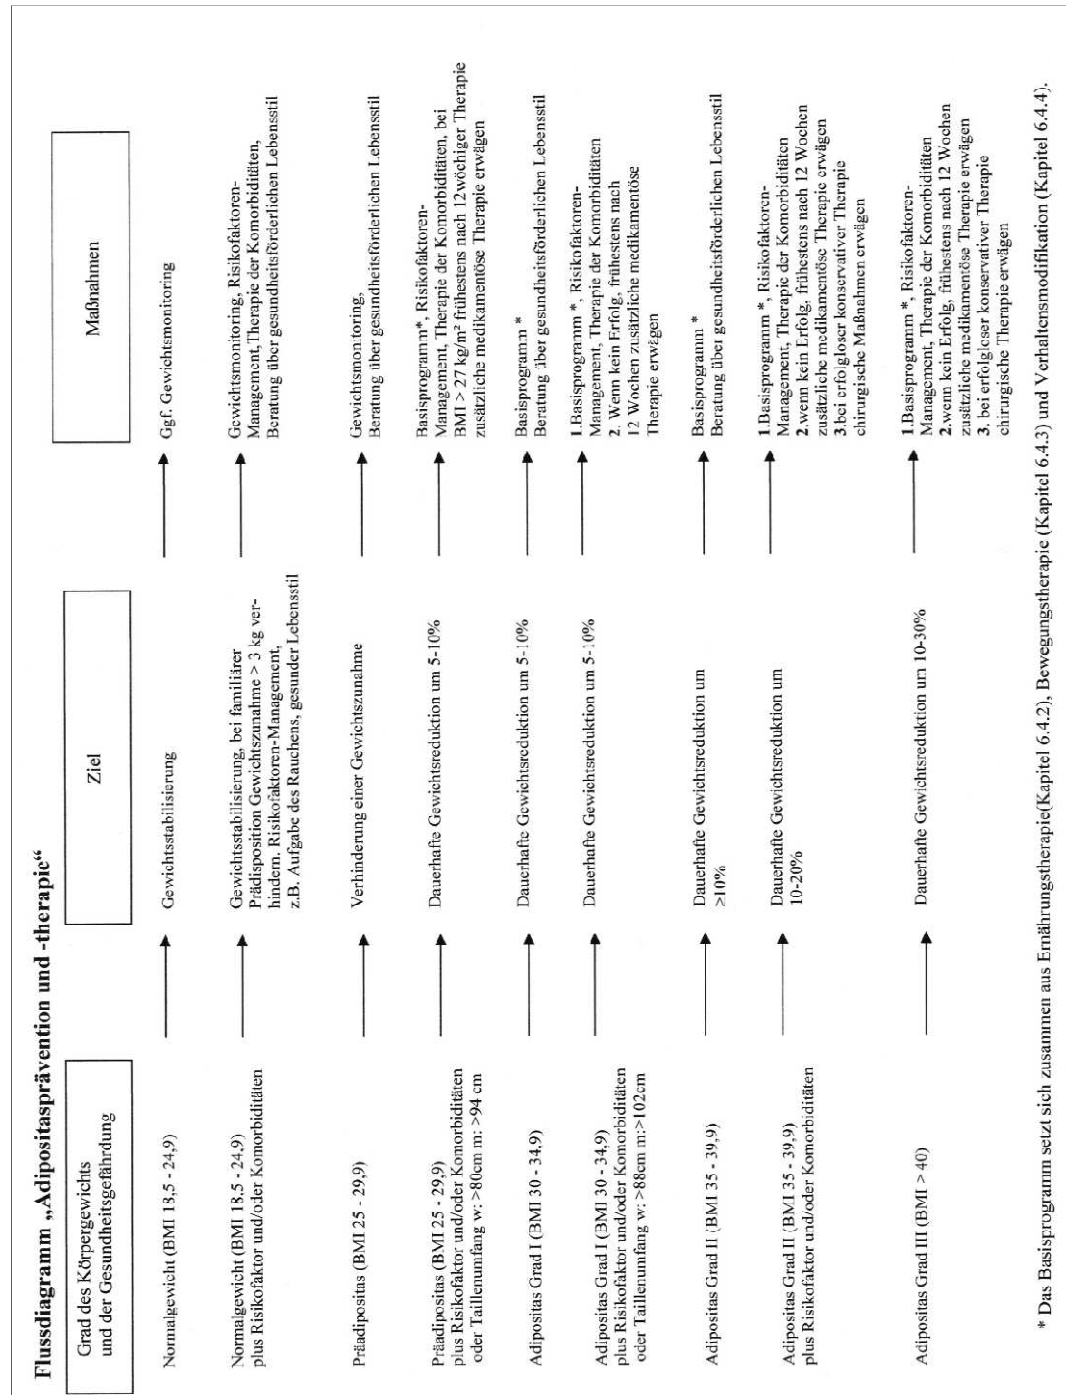 Flussdiagramm „Adipositasprävention und -therapie“
Grad des Körpergewichts
und der Gesundheitsgefährdung
Ziel
Maßnahmen
Normalgewicht (BMI 18,5 - 24,9)
Gewichtsstabilisierung
Ggf. Gewichtsmonitoring
Normalgewicht (BMI 18,5 - 24,9)
plus Risikofaktor und/oder Komorbiditäten
Gewichtsstabilisierung, bei familiärer
Prädisposition Gewichtszunahme > 3 kg ver-
hindern. Risikofaktoren-Management,
z.B. Aufgabe des Rauchens, gesunder Lebensstil
Gewichtsmonitoring, Risikofaktoren-
Management,Therapie der Komorbiditäten,
Beratung über gesundheitsförderlichen Lebensstil
Präadipositas (BMI 25 - 29,9)
Verhinderung einer Gewichtszunahme
Gewichtsmonitoring,
Beratung über gesundheitsförderlichen Lebensstil
Präadipositas (BMI 25 - 29,9)
plus Risikofaktor und/oder Komorbiditäten
oder Taillenumfang w: >80cm m: >94 cm
Dauerhafte Gewichtsreduktion um 5-10%
Basisprogramm*, Risikofaktoren-
Management, Therapie der Komorbiditäten, bei
BMI > 27 kg/m² frühestens nach 12wöchiger Therapie
zusätzliche medikamentöse Therapie erwägen
Adipositas Grad I (BMI 30 - 34,9)
Dauerhafte Gewichtsreduktion um 5-10%
Basisprogramm *
Beratung über gesundheitsförderlichen Lebensstil
Adipositas Grad I (BMI 30 - 34,9)
plus Risikofaktor und/oder Komorbiditäten
oder Taillenumfang w: >88cm m:>102cm
Dauerhafte Gewichtsreduktion um 5-10%
1.Basisprogramm *, Risikofaktoren-
Management, Therapie der Komorbiditäten
2. Wenn kein Erfolg, frühestens nach
12 Wochen zusätzliche medikamentöse
Therapie erwägen
Adipositas Grad II (BMI 35 - 39,9)
Dauerhafte Gewichtsreduktion um
≥10%
Basisprogramm *
Beratung über gesundheitsförderlichen Lebensstil
Adipositas Grad II (BMI 35 - 39,9)
plus Risikofaktor und/oder Komorbiditäten
Dauerhafte Gewichtsreduktion um
10-20%
1.Basisprogramm *, Risikofaktoren-
Management, Therapie der Komorbiditäten
2.wenn kein Erfolg, frühestens nach 12 Wochen
zusätzliche medikamentöse Therapie erwägen
3.bei erfolgloser konservativer Therapie
chirurgische Maßnahmen erwägen
Adipositas Grad III (BMI > 40)
Dauerhafte Gewichtsreduktion um 10-30%
1.Basisprogramm *, Risikofaktoren-
Management, Therapie der Komorbiditäten
2.wenn kein Erfolg, frühestens nach 12 Wochen
zusätzliche medikamentöse Therapie erwägen
3. bei erfolgloser konservativer Therapie
chirurgische Therapie erwägen
* Das Basisprogramm setzt sich zusammen aus Ernährungstherapie(Kapitel 6.4.2), Bewegungstherapie (Kapitel 6.4.3) und Verhaltensmodifikation (Kapitel 6.4.4).